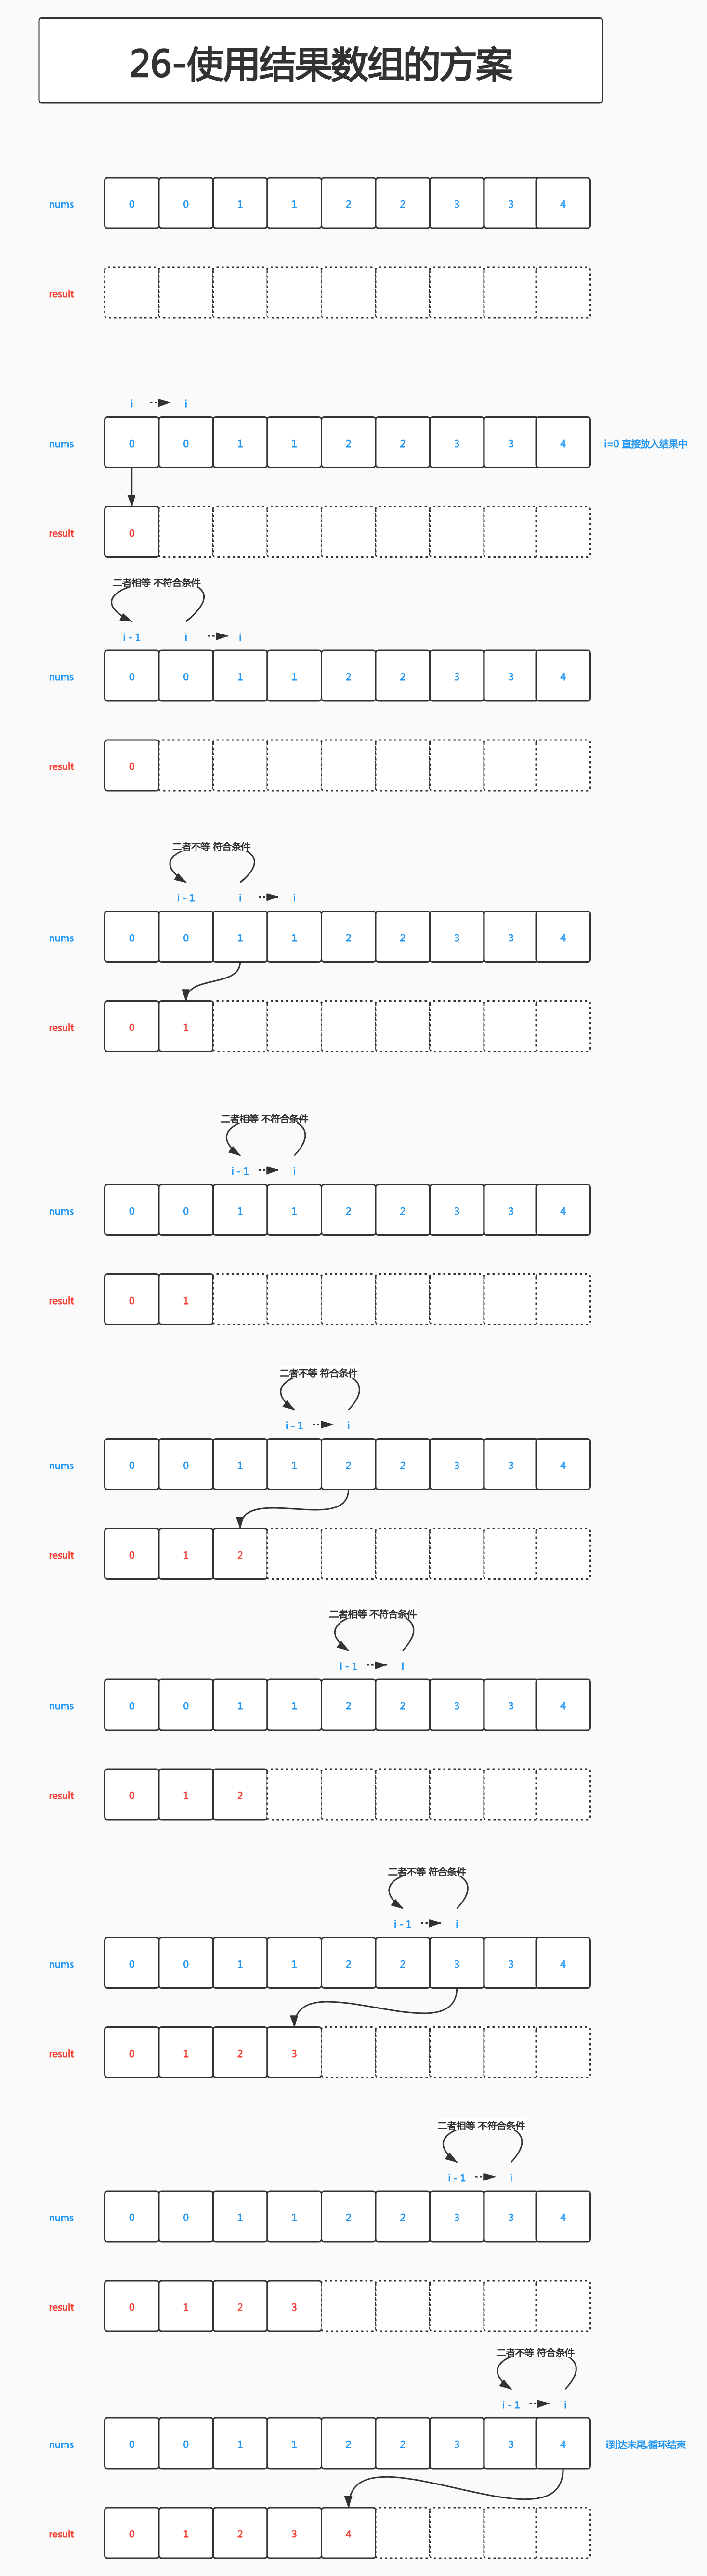 26-使用结果数组的方案
nums 0 0 1 1 2 2 3 3 4
result
i i
nums 0 0 1 1 2 2 3 3 4 i=0 直接放入结果中
result 0
二者相等 不符合条件
i - 1 i i
nums 0 0 1 1 2 2 3 3 4
result 0
二者不等 符合条件
i - 1 i i
nums 0 0 1 1 2 2 3 3 4
result 0 1
二者相等 不符合条件
i - 1 i
nums 0 0 1 1 2 2 3 3 4
result 0 1
二者不等 符合条件
i - 1 i
nums 0 0 1 1 2 2 3 3 4
result 0 1 2
二者相等 不符合条件
i - 1 i
nums 0 0 1 1 2 2 3 3 4
result 0 1 2
二者不等 符合条件
i - 1 i
nums 0 0 1 1 2 2 3 3 4
result 0 1 2 3
二者相等 不符合条件
i - 1 i
nums 0 0 1 1 2 2 3 3 4
result 0 1 2 3
二者不等 符合条件
i - 1 i
nums 0 0 1 1 2 2 3 3 4 i到达末尾,循环结束
result 0 1 2 3 4